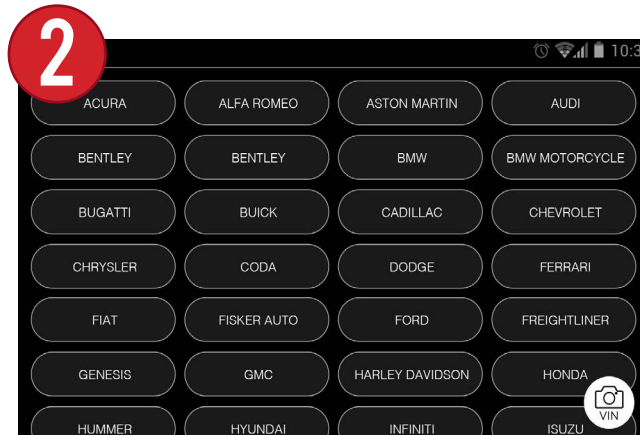 2
10:3
ACURA ALFA ROMEO ASTON MARTIN AUDI
BENTLEY BENTLEY BMW BMW MOTORCYCLE
BUGATTI BUICK CADILLAC CHEVROLET
CHRYSLER CODA DODGE FERRARI
FIAT FISKER AUTO FORD FREIGHTLINER
GENESIS GMC HARLEY DAVIDSON HONDA
VIN
HUMMER HYUNDAI INFINITI ISUZU